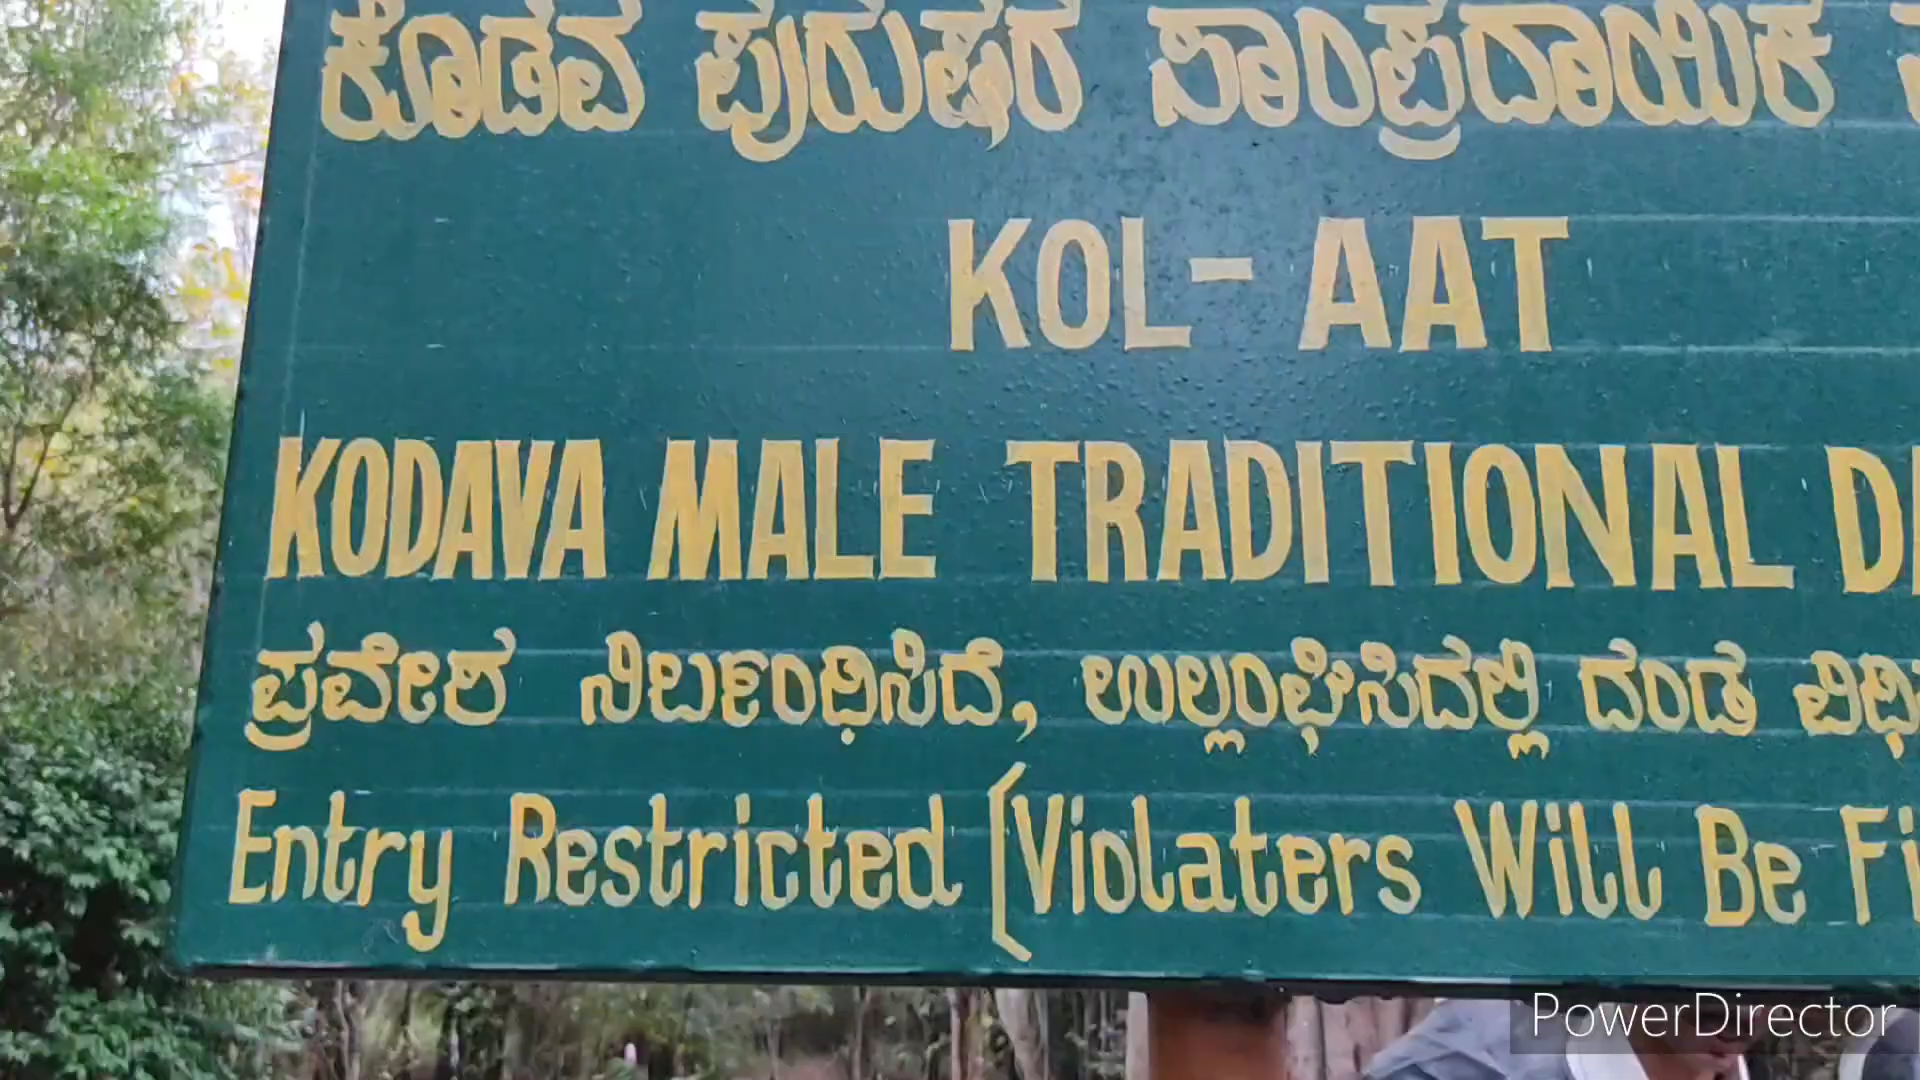 ಕೊಡವ ಪುರುಷರ ಸಾಂಪ್ರದಾಯಿಕ
KOL-AAT
KODAVA MALE TRADITIONAL
ಪ್ರವೇಶ ನಿರ್ಬಂಧಿಸಿದೆ, ಉಲ್ಲಂಘಿಸಿದಲ್ಲಿ ದಂಡ
Entry Restricted (Violaters Will Be
PowerDirector